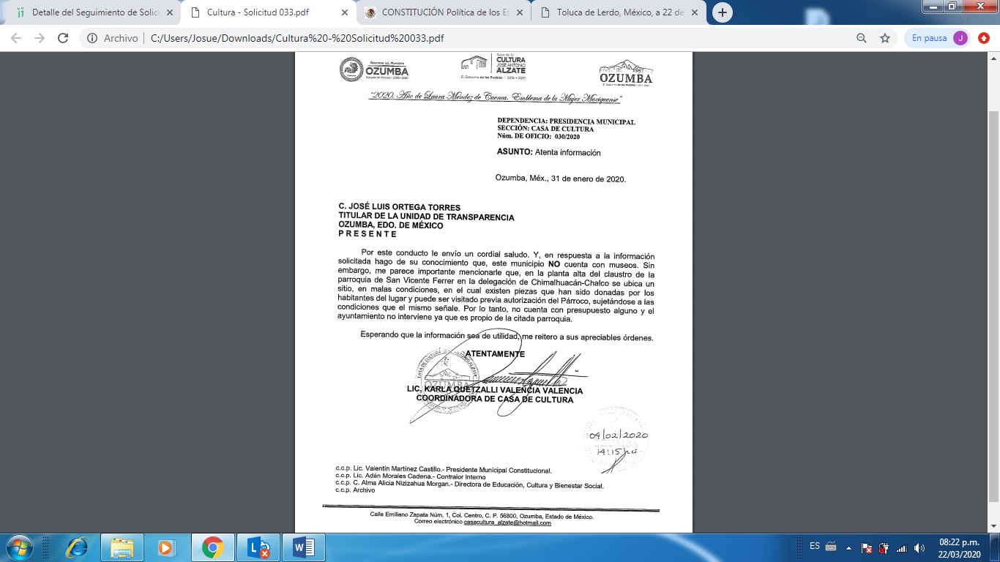 Detalle del Seguimiento de Solici
Cultura - Solicitud 033.pdf
CONSTITUCIÓN Política de los Es
Toluca de Lerdo, México, a 22 de
Archivo
C:/Users/Josue/Downloads/Cultura%20-%20Solicitud%20033.pdf
En pausa
J
OZUMBA
Casa de la
CULTURA
JOSÉ ANTONIO
ALZATE
OZUMBA
"2020. Año de Laura Méndez de Cuenca. Emblema de la Mujer Mexiquense"
DEPENDENCIA: PRESIDENCIA MUNICIPAL
SECCIÓN: CASA DE CULTURA
Núm. DE OFICIO: 030/2020
ASUNTO: Atenta información
Ozumba, Méx., 31 de enero de 2020.
C. JOSÉ LUIS ORTEGA TORRES
TITULAR DE LA UNIDAD DE TRANSPARENCIA
OZUMBA, EDO. DE MÉXICO
P R E S E N T E
Por este conducto le envío un cordial saludo. Y, en respuesta a la información
solicitada hago de su conocimiento que, este municipio NO cuenta con museos. Sin
embargo, me parece importante mencionarle que, en la planta alta del claustro de la
parroquia de San Vicente Ferrer en la delegación de Chimalhuacán-Chalco se ubica un
sitio, en malas condiciones, en el cual existen piezas que han sido donadas por los
habitantes del lugar y puede ser visitado previa autorización del Párroco, sujetándose a las
condiciones que el mismo señale. Por lo tanto, no cuenta con presupuesto alguno y el
ayuntamiento no interviene ya que es propio de la citada parroquia.
Esperando que la información sea de utilidad, me reitero a sus apreciables órdenes.
ATENTAMENTE
OZUMBA
LIC. KARLA QUETZALLI VALENCIA VALENCIA
COORDINADORA DE CASA DE CULTURA
04/02/2020
c.c.p. Lic. Valentín Martínez Castillo.- Presidente Municipal Constitucional.
c.c.p. Lic. Adán Morales Cadena.- Contralor Interno
c.c.p. C. Alma Alicia Nizizahua Morgan.- Directora de Educación, Cultura y Bienestar Social.
c.c.p. Archivo
Calle Emiliano Zapata Núm, 1, Col. Centro, C. P. 56800, Ozumba, Estado de México.
Correo electrónico casacultura_alzate@hotmail.com
ES
08:22 p.m.
22/03/2020